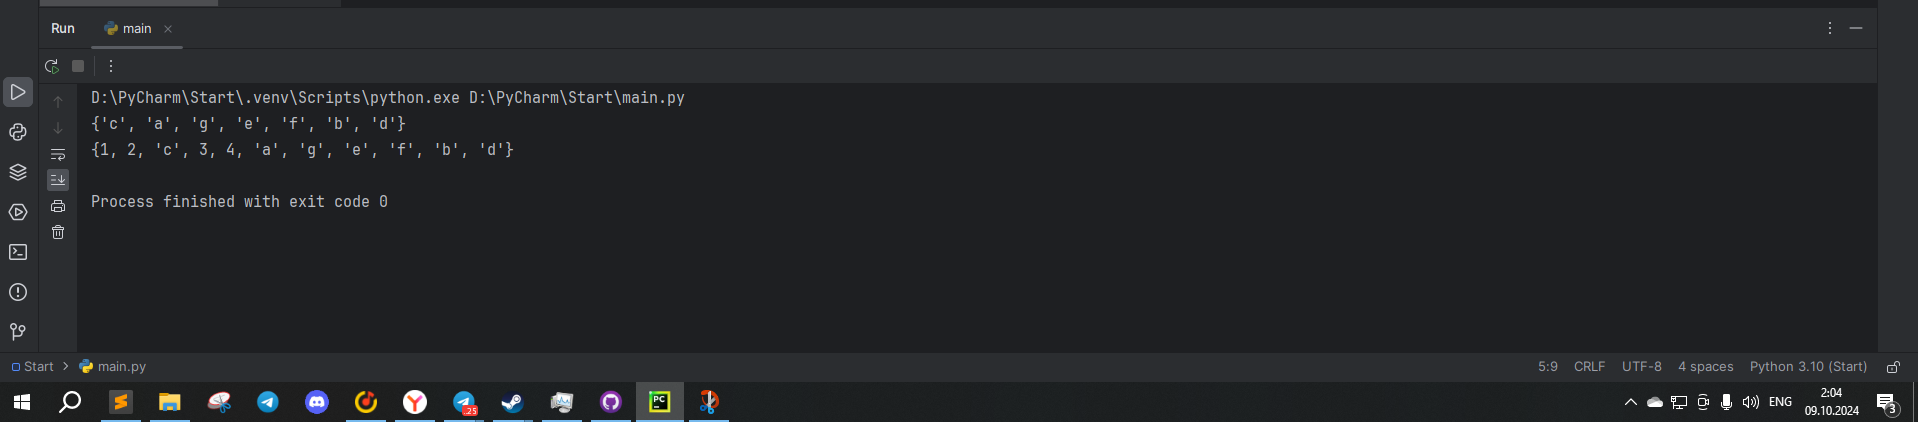 Run main
D:\PyCharm\Start\.venv\Scripts\python.exe D:\PyCharm\Start\main.py
{'c', 'a', 'g', 'e', 'f', 'b', 'd'}
{1, 2, 'c', 3, 4, 'a', 'g', 'e', 'f', 'b', 'd'}
Process finished with exit code 0
Start > main.py 5:9 CRLF UTF-8 4 spaces Python 3.10 (Start)
.25
PC
ENG
2:04
09.10.2024
3